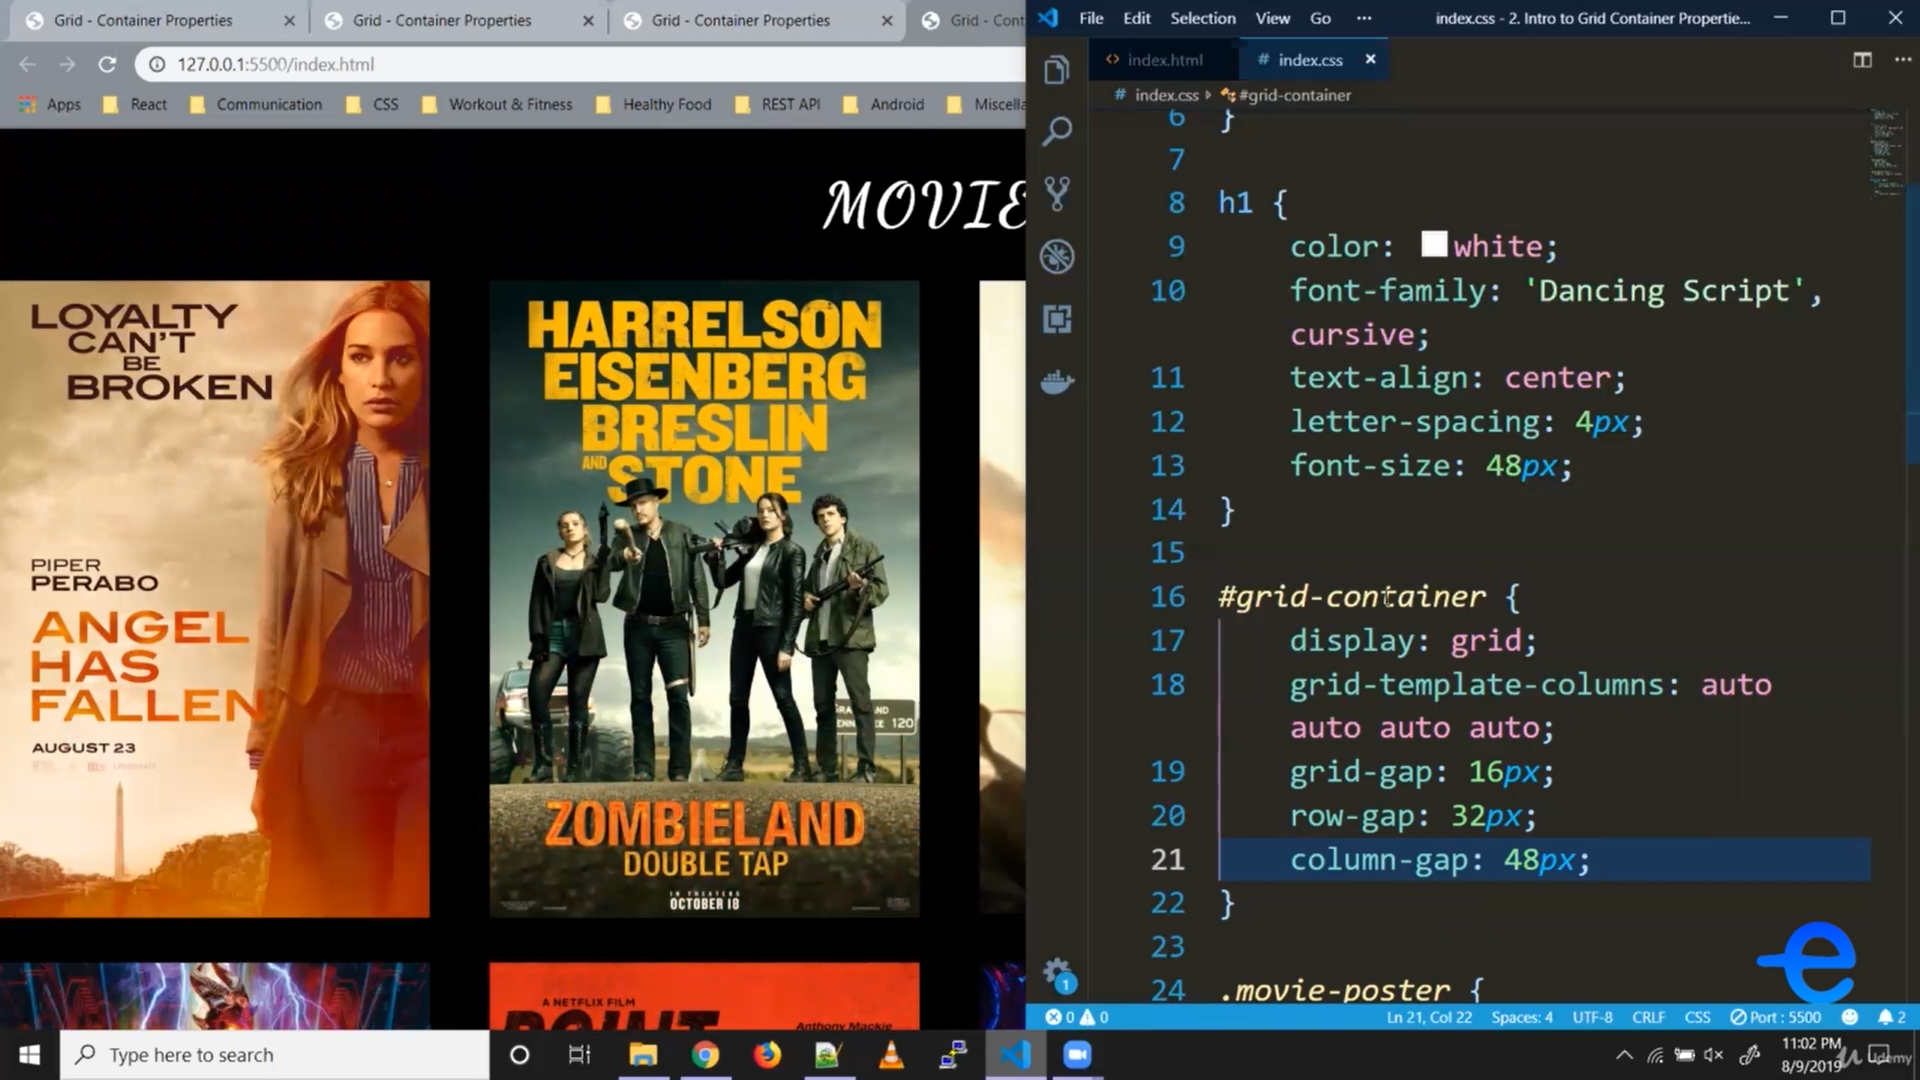 Grid - Container Properties
Grid - Container Properties
Grid - Container Properties
Grid - Cont
127.0.0.1:5500/index.html
Apps React Communication CSS Workout & Fitness Healthy Food REST API Android Miscella
MOVIE
LOYALTY
CAN'T
BE
BROKEN
PIPER
PERABO
ANGEL
HAS
FALLEN
AUGUST 23
HARRELSON
EISENBERG
BRESLIN
AND STONE
120
ZOMBIELAND
DOUBLE TAP
IN THEATERS
OCTOBER 18
A NETFLIX FILM
POINT
Anthony Mackie
File Edit Selection View Go ··· index.css - 2. Intro to Grid Container Propertie...
index.html # index.css
# index.css #grid-container
6 }
7
8 h1 {
9 color: white;
10 font-family: 'Dancing Script',
cursive;
11 text-align: center;
12 letter-spacing: 4px;
13 font-size: 48px;
14 }
15
16 #grid-container {
17 display: grid;
18 grid-template-columns: auto
auto auto auto;
19 grid-gap: 16px;
20 row-gap: 32px;
21 column-gap: 48px;
22 }
23
24 .movie-poster {
1
0 0 Ln 21, Col 22 Spaces: 4 UTF-8 CRLF CSS Port : 5500 2
Type here to search
11:02 PM
8/9/2019
Udemy